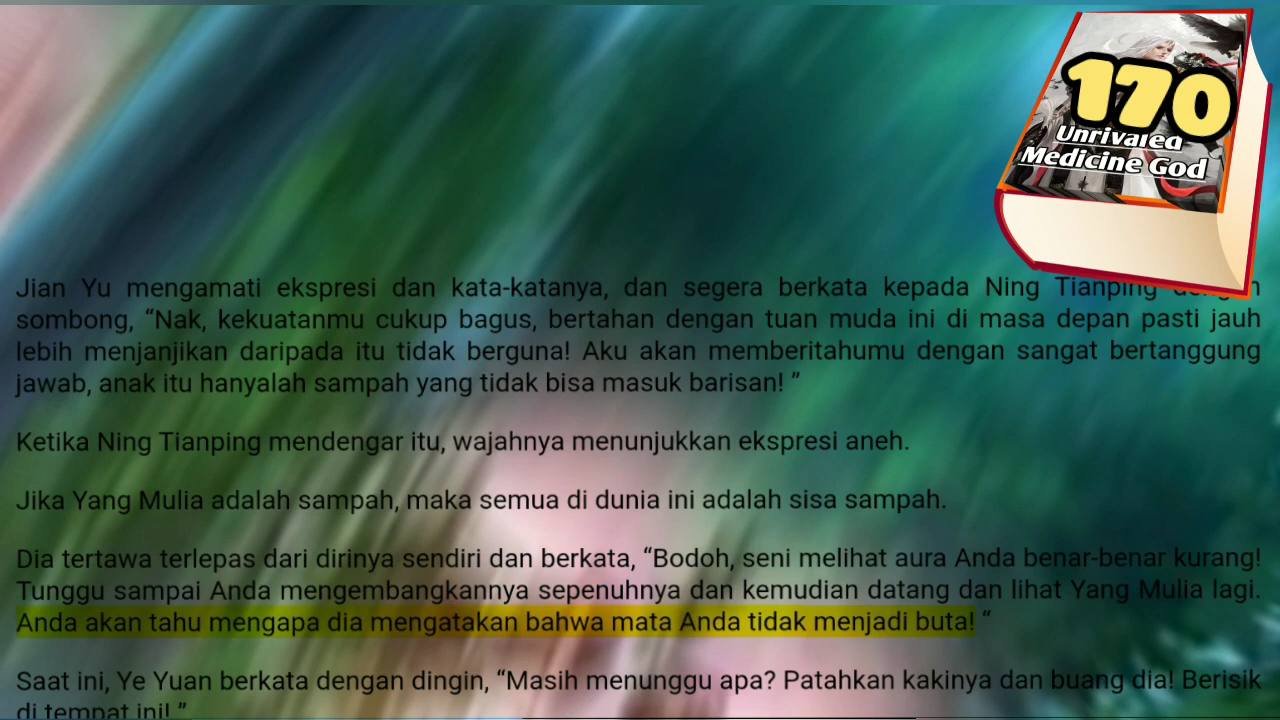 170
Unrivaled
Medicine God
Jian Yu mengamati ekspresi dan kata-katanya, dan segera berkata kepada Ning Tianping dengan
sombong, “Nak, kekuatanmu cukup bagus, bertahan dengan tuan muda ini di masa depan pasti jauh
lebih menjanjikan daripada itu tidak berguna! Aku akan memberitahumu dengan sangat bertanggung
jawab, anak itu hanyalah sampah yang tidak bisa masuk barisan! ”
Ketika Ning Tianping mendengar itu, wajahnya menunjukkan ekspresi aneh.
Jika Yang Mulia adalah sampah, maka semua di dunia ini adalah sisa sampah.
Dia tertawa terlepas dari dirinya sendiri dan berkata, “Bodoh, seni melihat aura Anda benar-benar kurang!
Tunggu sampai Anda mengembangkannya sepenuhnya dan kemudian datang dan lihat Yang Mulia lagi.
Anda akan tahu mengapa dia mengatakan bahwa mata Anda tidak menjadi buta! “
Saat ini, Ye Yuan berkata dengan dingin, “Masih menunggu apa? Patahkan kakinya dan buang dia! Berisik
di tempat ini! ”